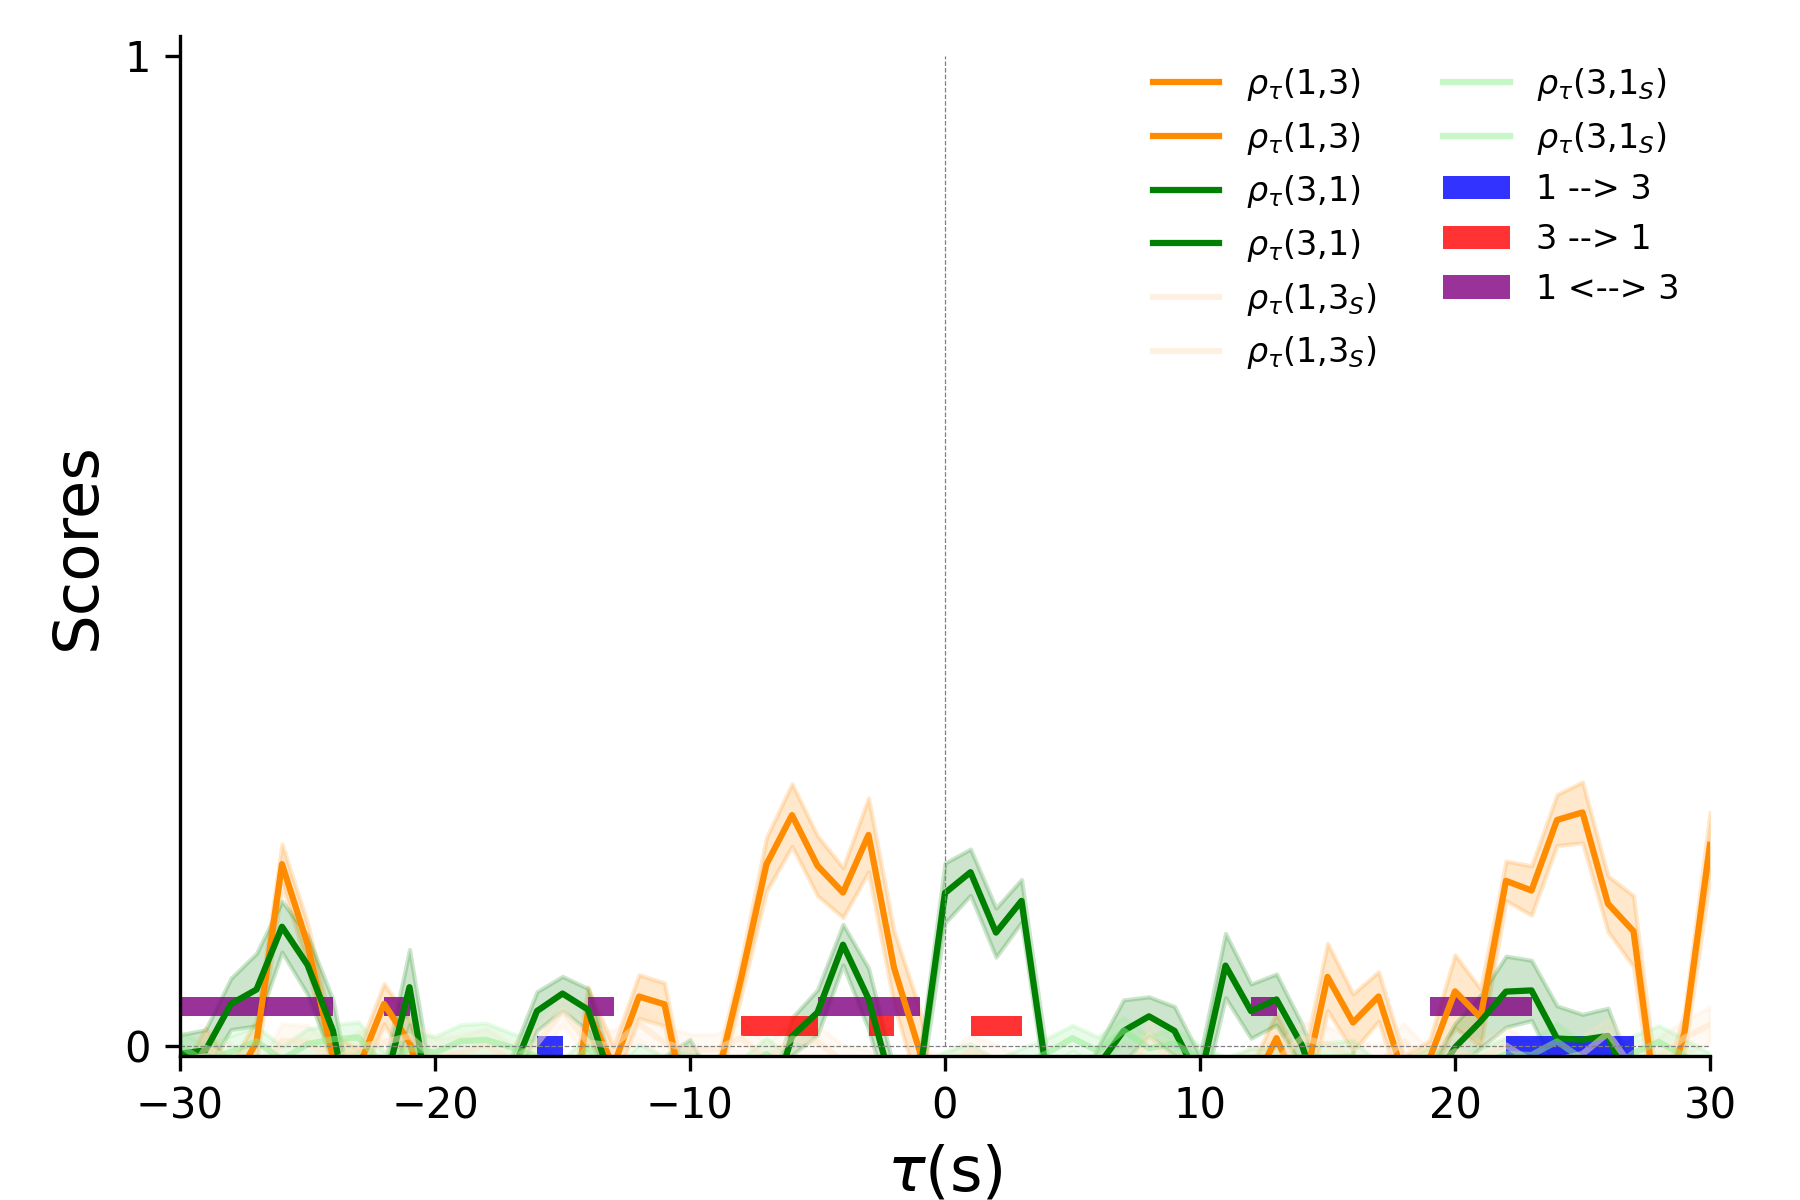 1
ρτ(1,3)
ρτ(1,3)
ρτ(3,1)
ρτ(3,1)
ρτ(1,3S)
ρτ(1,3S)
ρτ(3,1S)
ρτ(3,1S)
1 --> 3
3 --> 1
1 <--> 3
Scores
0
−30 −20 −10 0 10 20 30
τ(s)